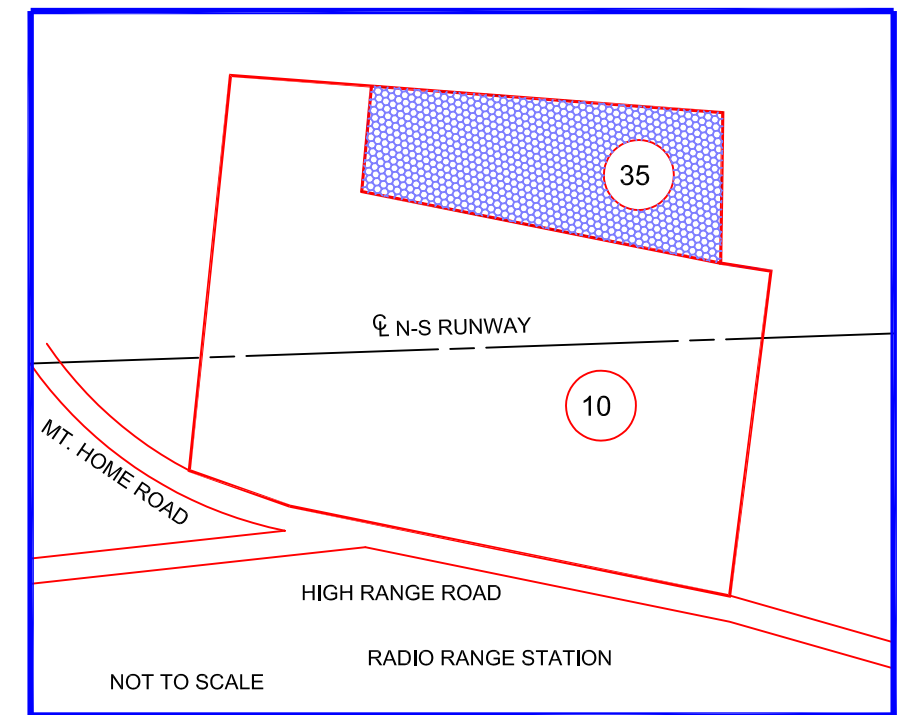 35
℄ N-S RUNWAY
10
MT. HOME ROAD
HIGH RANGE ROAD
RADIO RANGE STATION
NOT TO SCALE